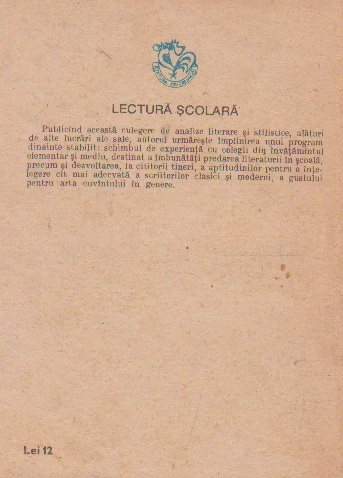 LECTURĂ ȘCOLARĂ
Publicînd această culegere de analize literare și stilistice, alături
de alte lucrări ale sale, autorul urmărește împlinirea unui program
dinainte stabilit: schimbul de experiență cu colegii din învățămîntul
elementar și mediu, destinat a îmbunătăți predarea literaturii în școală,
precum și dezvoltarea, la cititorii tineri, a aptitudinilor pentru o înțe-
legere cît mai adecvată a scriitorilor clasici și moderni, a gustului
pentru arta cuvîntului în genere.
Lei 12